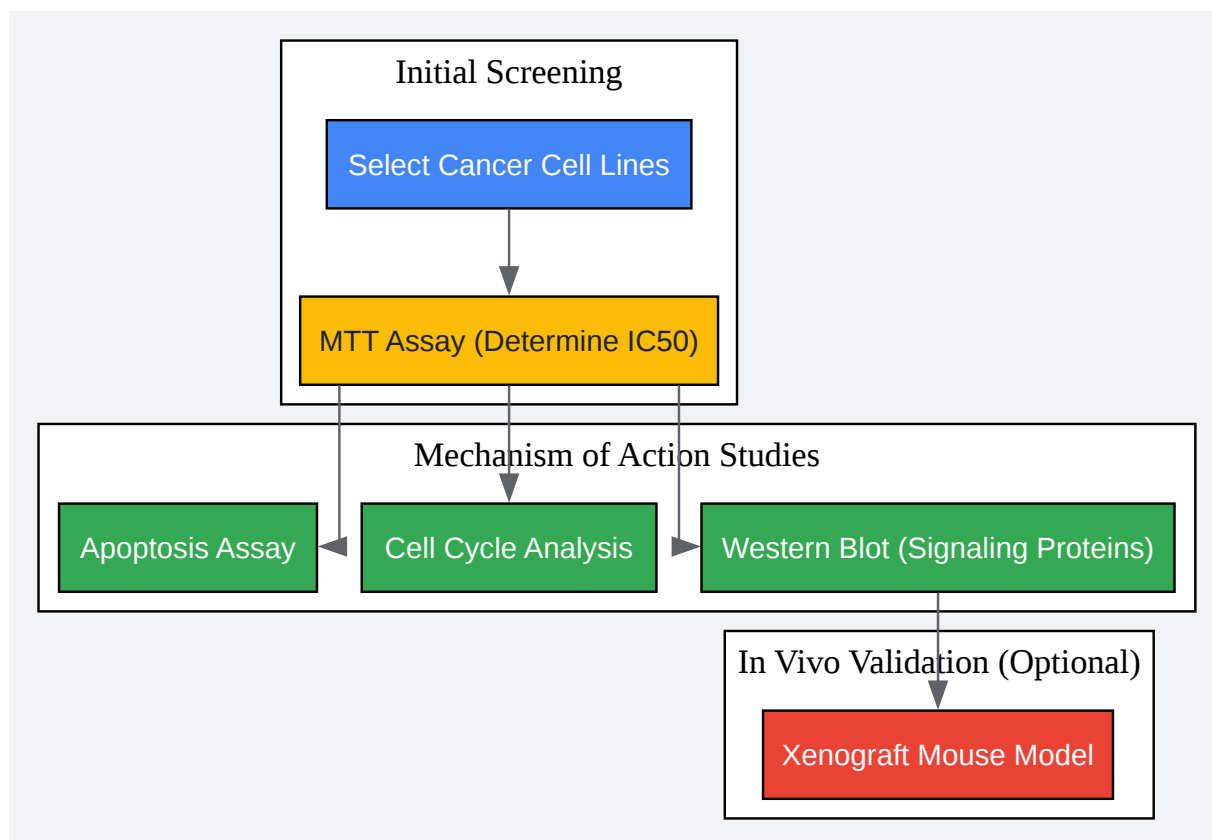 Initial Screening
Select Cancer Cell Lines
MTT Assay (Determine IC50)
Mechanism of Action Studies
Apoptosis Assay
Cell Cycle Analysis
Western Blot (Signaling Proteins)
In Vivo Validation (Optional)
Xenograft Mouse Model